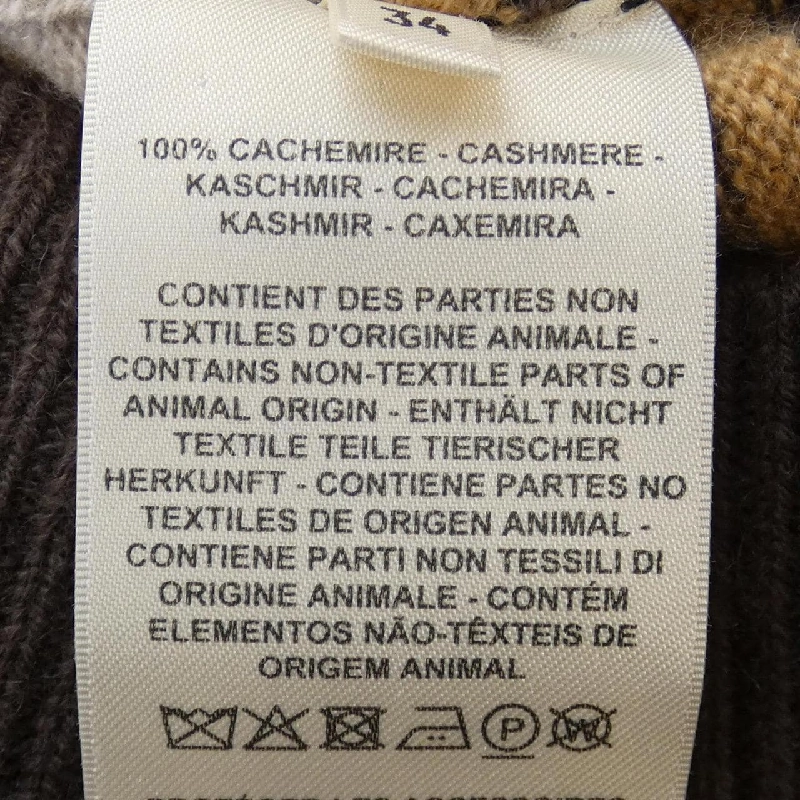 34
100% CACHEMIRE - CASHMERE -
KASCHMIR - CACHEMIRA -
KASHMIR - CAXEMIRA
CONTIENT DES PARTIES NON
TEXTILES D'ORIGINE ANIMALE -
CONTAINS NON-TEXTILE PARTS OF
ANIMAL ORIGIN - ENTHÄLT NICHT
TEXTILE TEILE TIERISCHER
HERKUNFT - CONTIENE PARTES NO
TEXTILES DE ORIGEN ANIMAL -
CONTIENE PARTI NON TESSILI DI
ORIGINE ANIMALE - CONTÉM
ELEMENTOS NÃO-TÊXTEIS DE
ORIGEM ANIMAL
P W